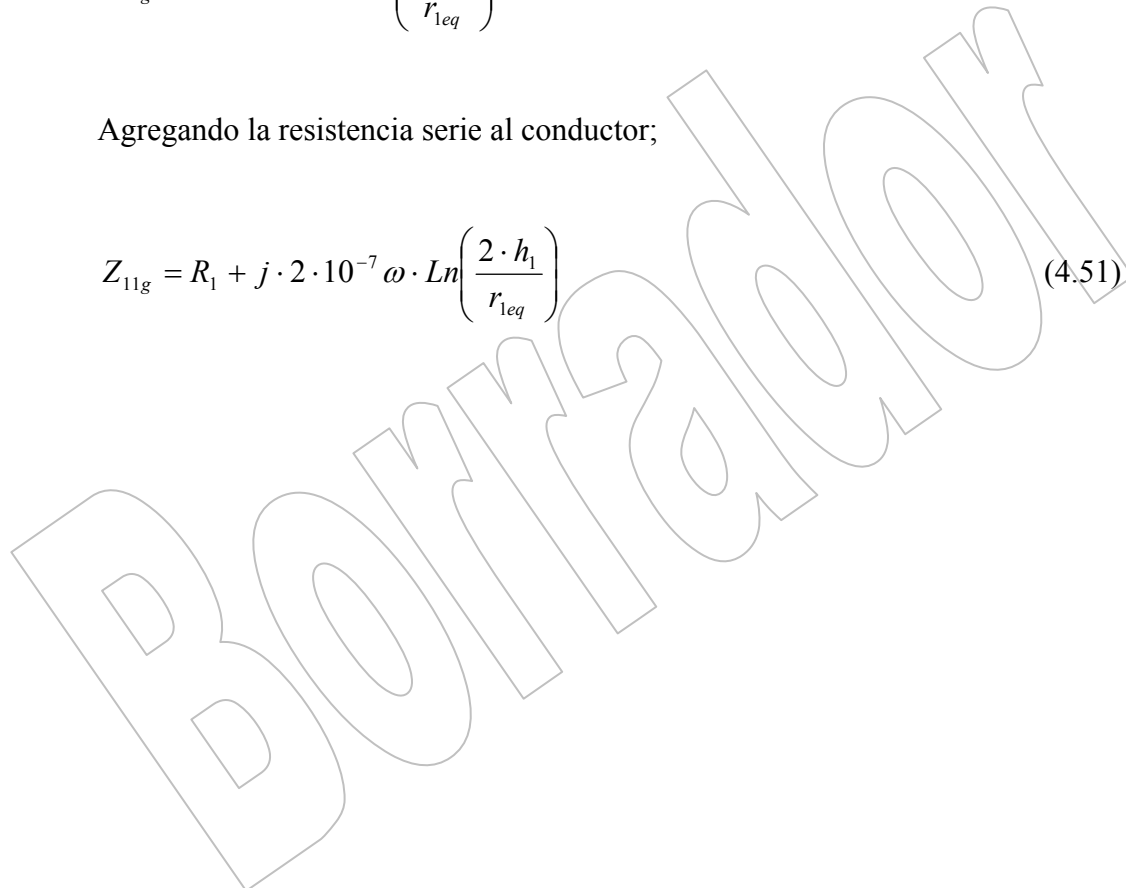 g
r_{1eq}
Agregando la resistencia serie al conductor;
Z_{11g} = R_1 + j · 2 · 10^{-7} ω · Ln(2 · h_1 / r_{1eq}) (4.51)
Borrador